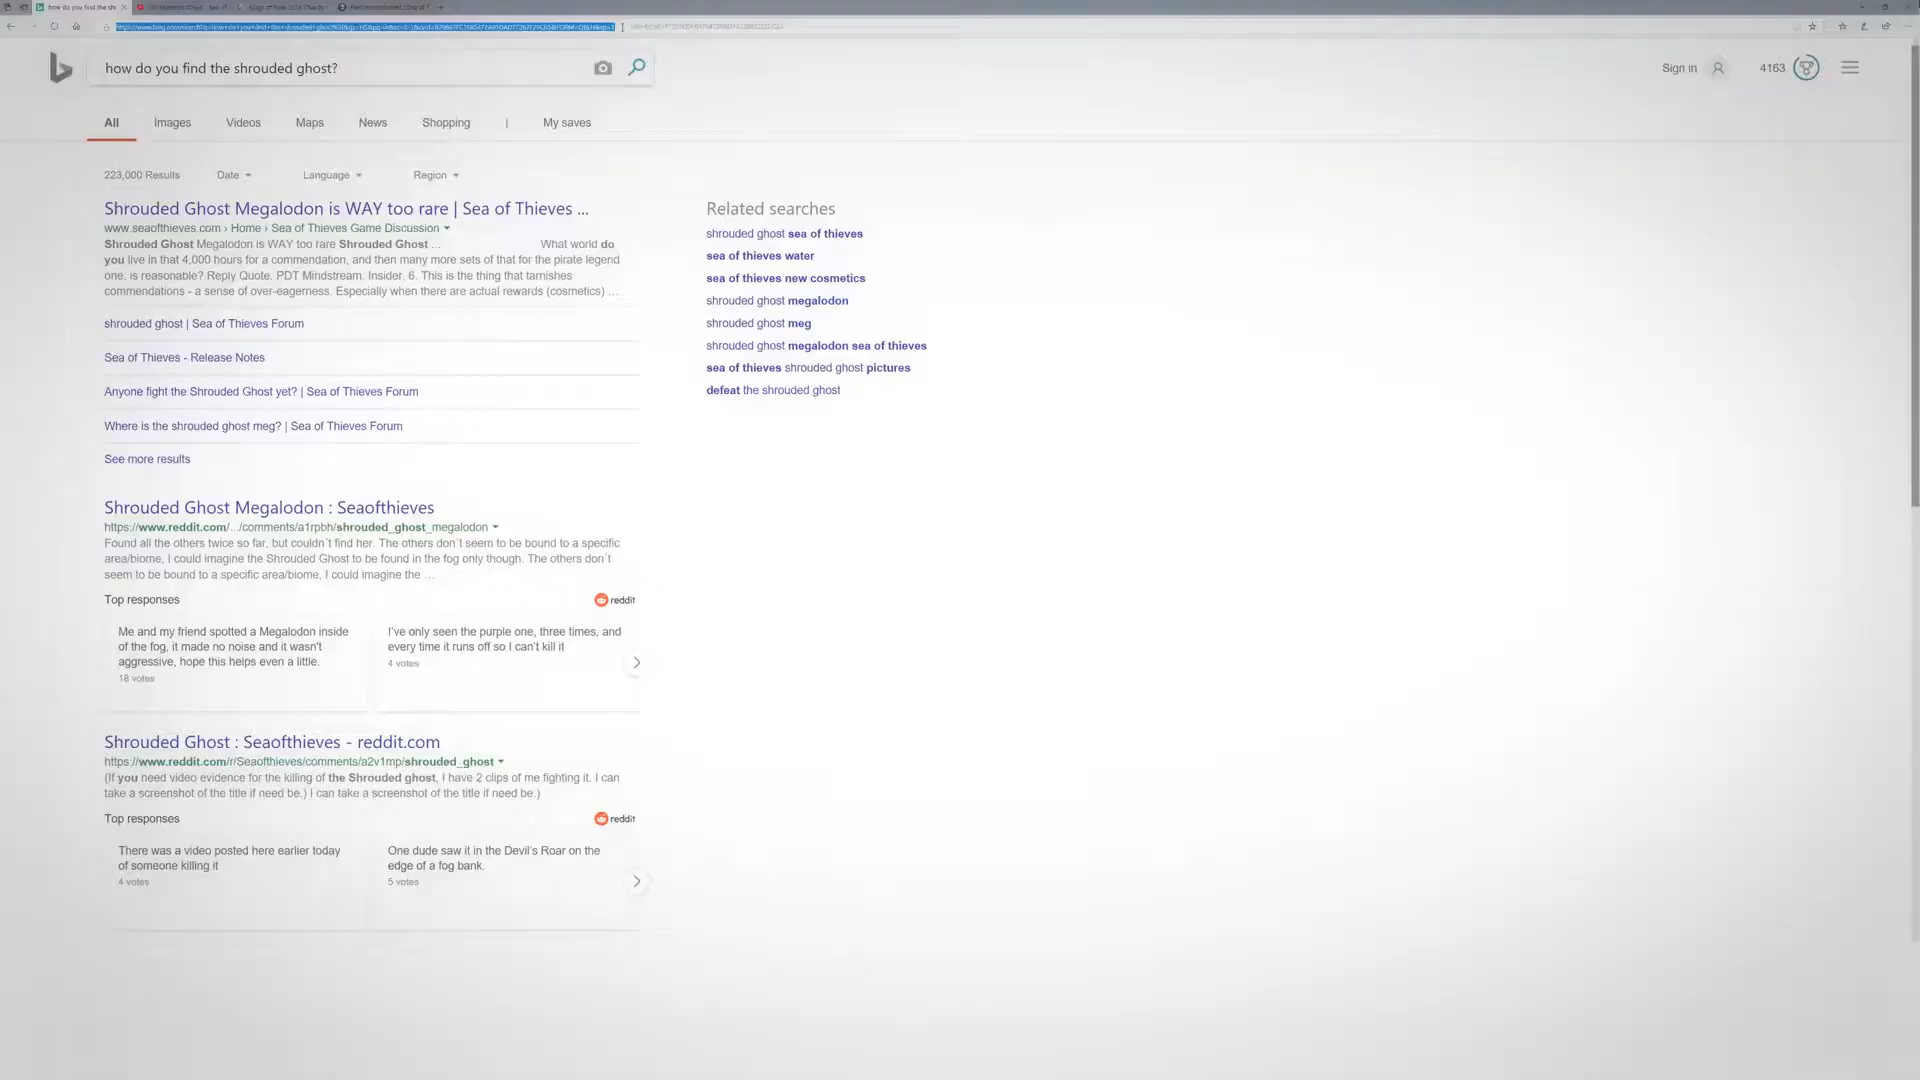 how do you find the sh
how do you find the shrouded ghost?
Sign in
4163
All
Images
Videos
Maps
News
Shopping
|
My saves
223,000 Results
Date
Language
Region
Shrouded Ghost Megalodon is WAY too rare | Sea of Thieves ...
www.seaofthieves.com › Home › Sea of Thieves Game Discussion
Shrouded Ghost Megalodon is WAY too rare Shrouded Ghost ... What world do
you live in that 4,000 hours for a commendation, and then many more sets of that for the pirate legend
one. is reasonable? Reply Quote. PDT Mindstream. Insider. 6. This is the thing that tarnishes
commendations - a sense of over-eagerness. Especially when there are actual rewards (cosmetics) ...
shrouded ghost | Sea of Thieves Forum
Sea of Thieves - Release Notes
Anyone fight the Shrouded Ghost yet? | Sea of Thieves Forum
Where is the shrouded ghost meg? | Sea of Thieves Forum
See more results
Shrouded Ghost Megalodon : Seaofthieves
https://www.reddit.com/.../comments/a1rpbh/shrouded_ghost_megalodon
Found all the others twice so far, but couldn´t find her. The others don´t seem to be bound to a specific
area/biome, I could imagine the Shrouded Ghost to be found in the fog only though. The others don´t
seem to be bound to a specific area/biome, I could imagine the ...
Top responses
reddit
Me and my friend spotted a Megalodon inside
of the fog, it made no noise and it wasn't
aggressive, hope this helps even a little.
18 votes
I've only seen the purple one, three times, and
every time it runs off so I can't kill it
4 votes
Shrouded Ghost : Seaofthieves - reddit.com
https://www.reddit.com/r/Seaofthieves/comments/a2v1mp/shrouded_ghost
(If you need video evidence for the killing of the Shrouded ghost, I have 2 clips of me fighting it. I can
take a screenshot of the title if need be.) I can take a screenshot of the title if need be.)
Top responses
reddit
There was a video posted here earlier today
of someone killing it
4 votes
One dude saw it in the Devil's Roar on the
edge of a fog bank.
5 votes
Related searches
shrouded ghost sea of thieves
sea of thieves water
sea of thieves new cosmetics
shrouded ghost megalodon
shrouded ghost meg
shrouded ghost megalodon sea of thieves
sea of thieves shrouded ghost pictures
defeat the shrouded ghost